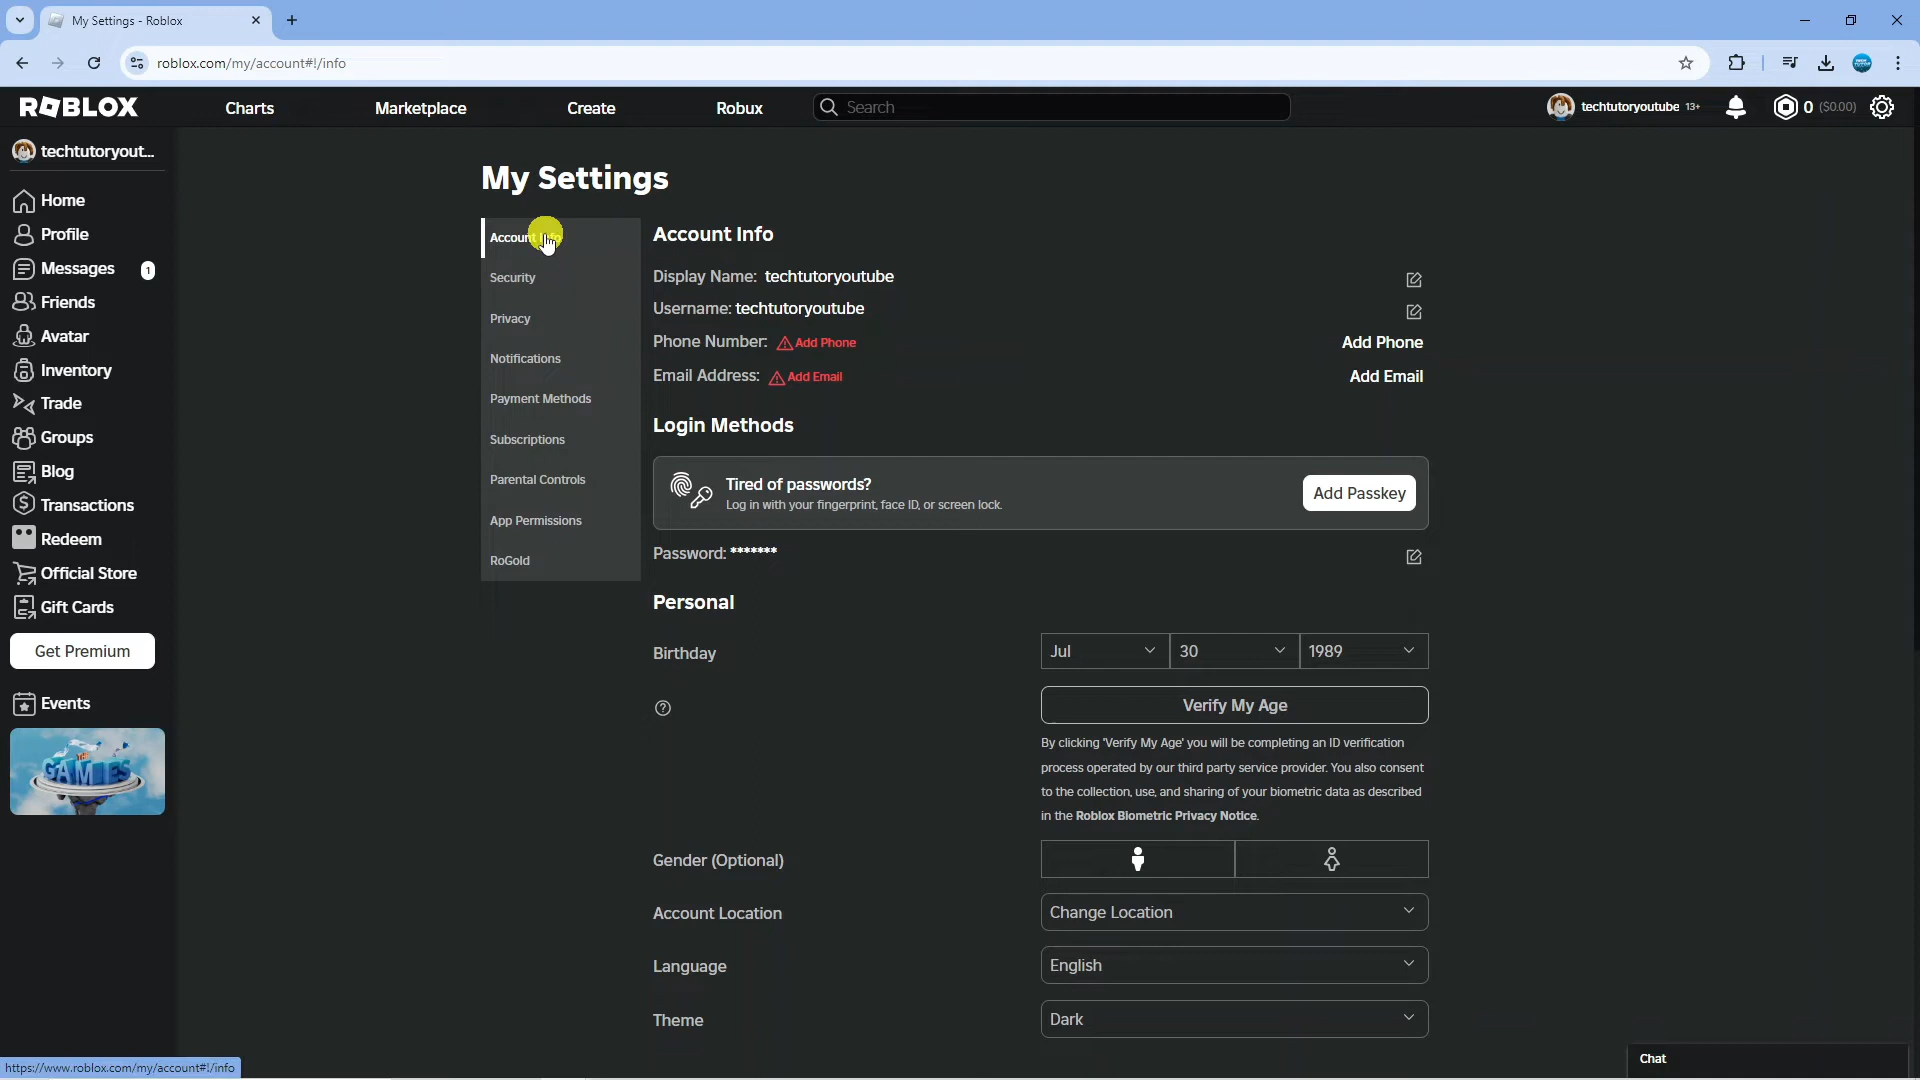 My Settings - Roblox
roblox.com/my/account#!/info
ROBLOX
Charts
Marketplace
Create
Robux
Search
techtutoryoutube 13+
0 ($0.00)
techtutoryout...
Home
Profile
Messages 1
Friends
Avatar
Inventory
Trade
Groups
Blog
Transactions
Redeem
Official Store
Gift Cards
Get Premium
Events
GAMES
My Settings
Account Info
Security
Privacy
Notifications
Payment Methods
Subscriptions
Parental Controls
App Permissions
RoGold
Account Info
Display Name: techtutoryoutube
Username: techtutoryoutube
Phone Number: Add Phone Add Phone
Email Address: Add Email Add Email
Login Methods
Tired of passwords?
Log in with your fingerprint, face ID, or screen lock.
Add Passkey
Password: *******
Personal
Birthday Jul 30 1989
Verify My Age
By clicking 'Verify My Age' you will be completing an ID verification
process operated by our third party service provider. You also consent
to the collection, use, and sharing of your biometric data as described
in the Roblox Biometric Privacy Notice.
Gender (Optional)
Account Location Change Location
Language English
Theme Dark
Chat
https://www.roblox.com/my/account#!/info